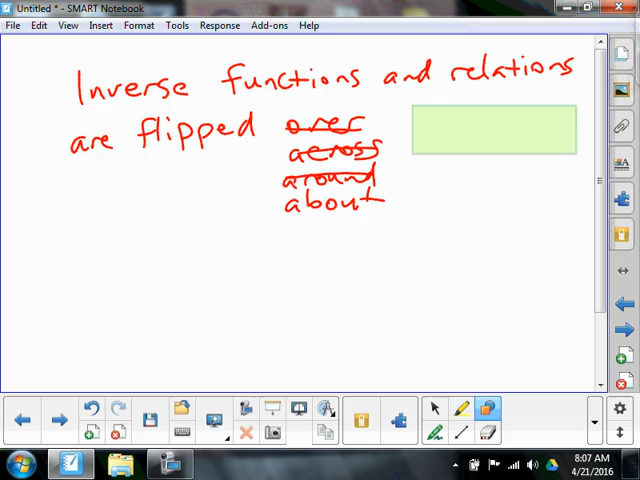 Untitled * - SMART Notebook
File Edit View Insert Format Tools Response Add-ons Help
Inverse functions and relations
are flipped over
across
around
about
8:07 AM
4/21/2016